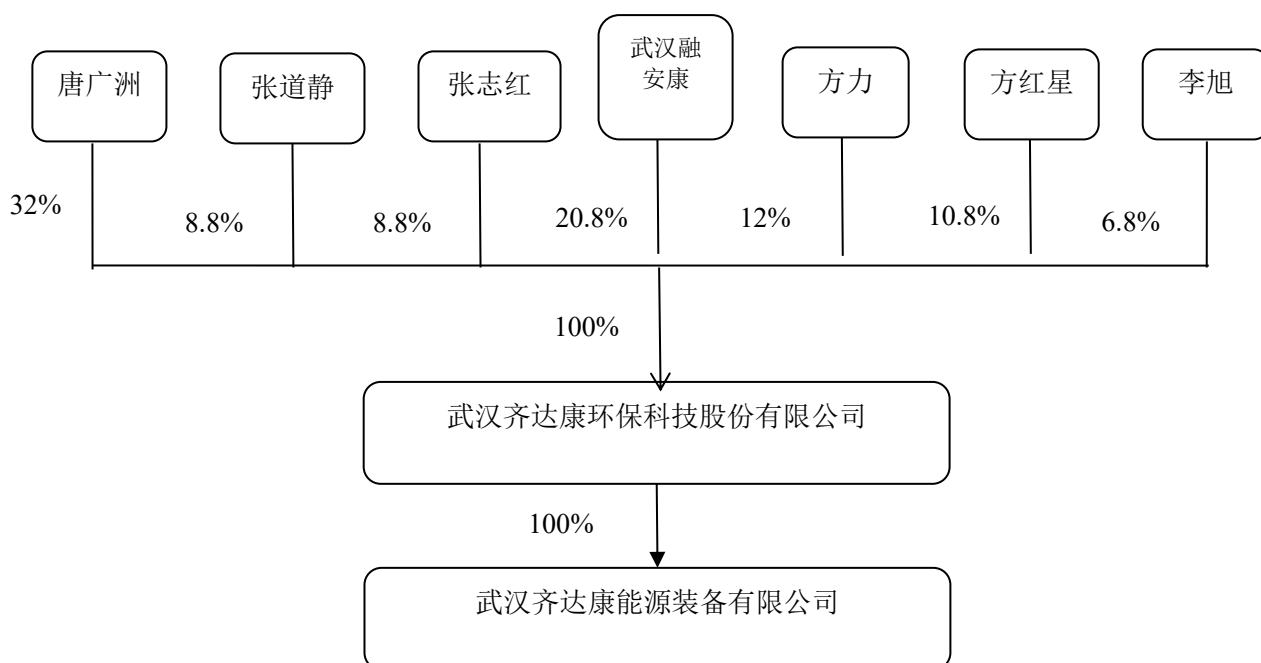 唐广洲
张道静
张志红
武汉融
安康
方力
方红星
李旭
32%
8.8%
8.8%
20.8%
12%
10.8%
6.8%
100%
武汉齐达康环保科技股份有限公司
100%
武汉齐达康能源装备有限公司